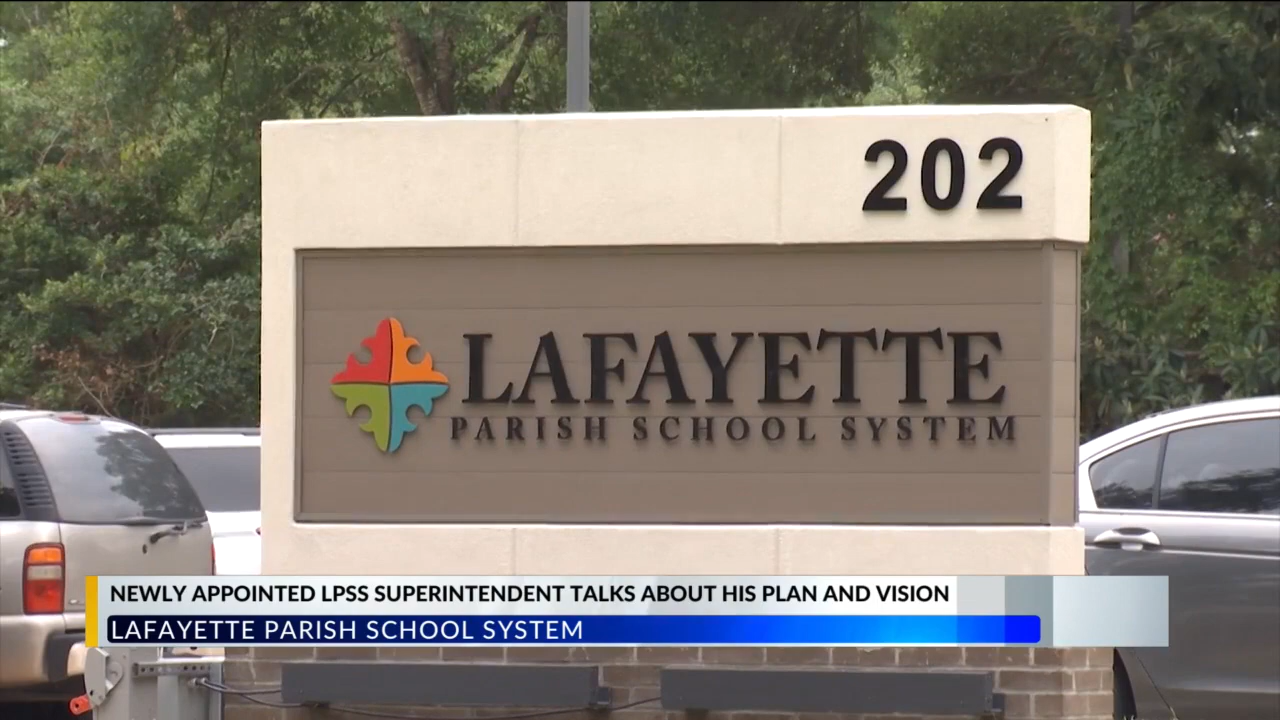 202
LAFAYETTE
PARISH SCHOOL SYSTEM
NEWLY APPOINTED LPSS SUPERINTENDENT TALKS ABOUT HIS PLAN AND VISION
LAFAYETTE PARISH SCHOOL SYSTEM